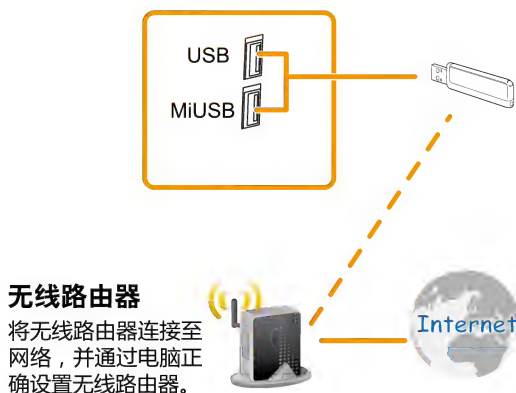 USB
MiUSB
无线路由器
将无线路由器连接至
网络，并通过电脑正
确设置无线路由器。
Internet